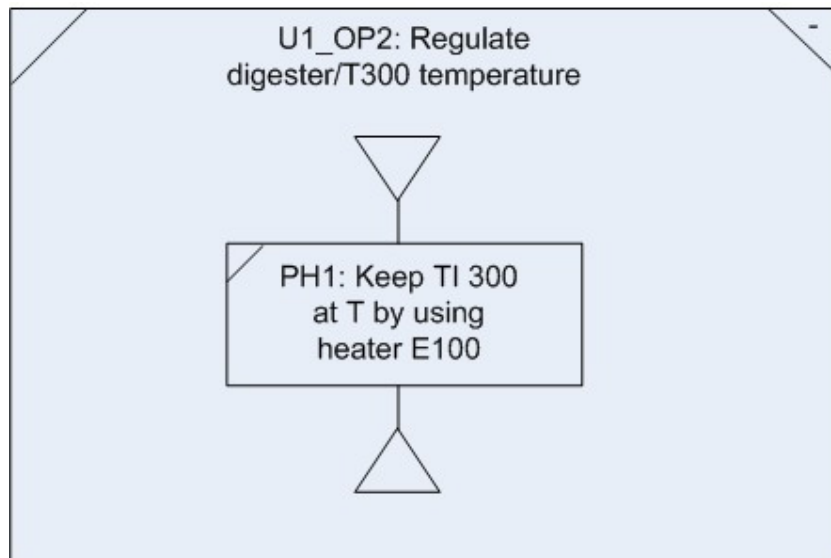 U1_OP2: Regulate
digester/T300 temperature
-
PH1: Keep TI 300
at T by using
heater E100